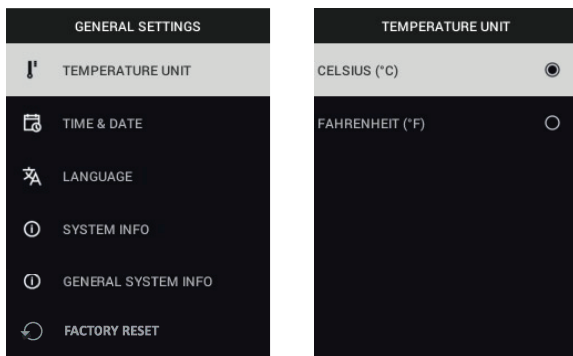 GENERAL SETTINGS
TEMPERATURE UNIT
TIME & DATE
LANGUAGE
SYSTEM INFO
GENERAL SYSTEM INFO
FACTORY RESET
TEMPERATURE UNIT
CELSIUS (°C)
FAHRENHEIT (°F)